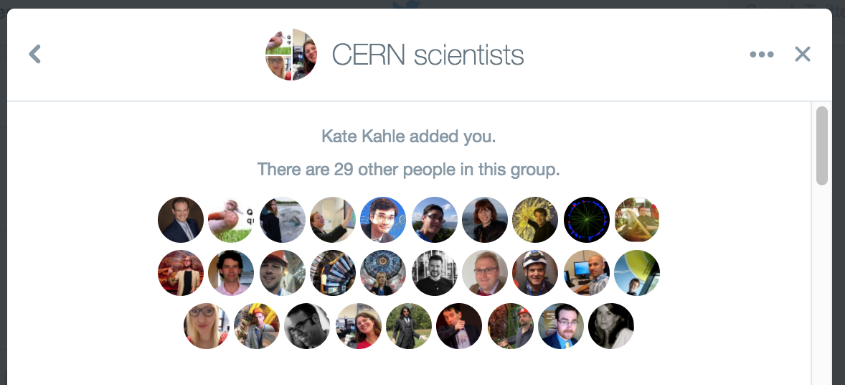 CERN scientists
Kate Kahle added you.
There are 29 other people in this group.